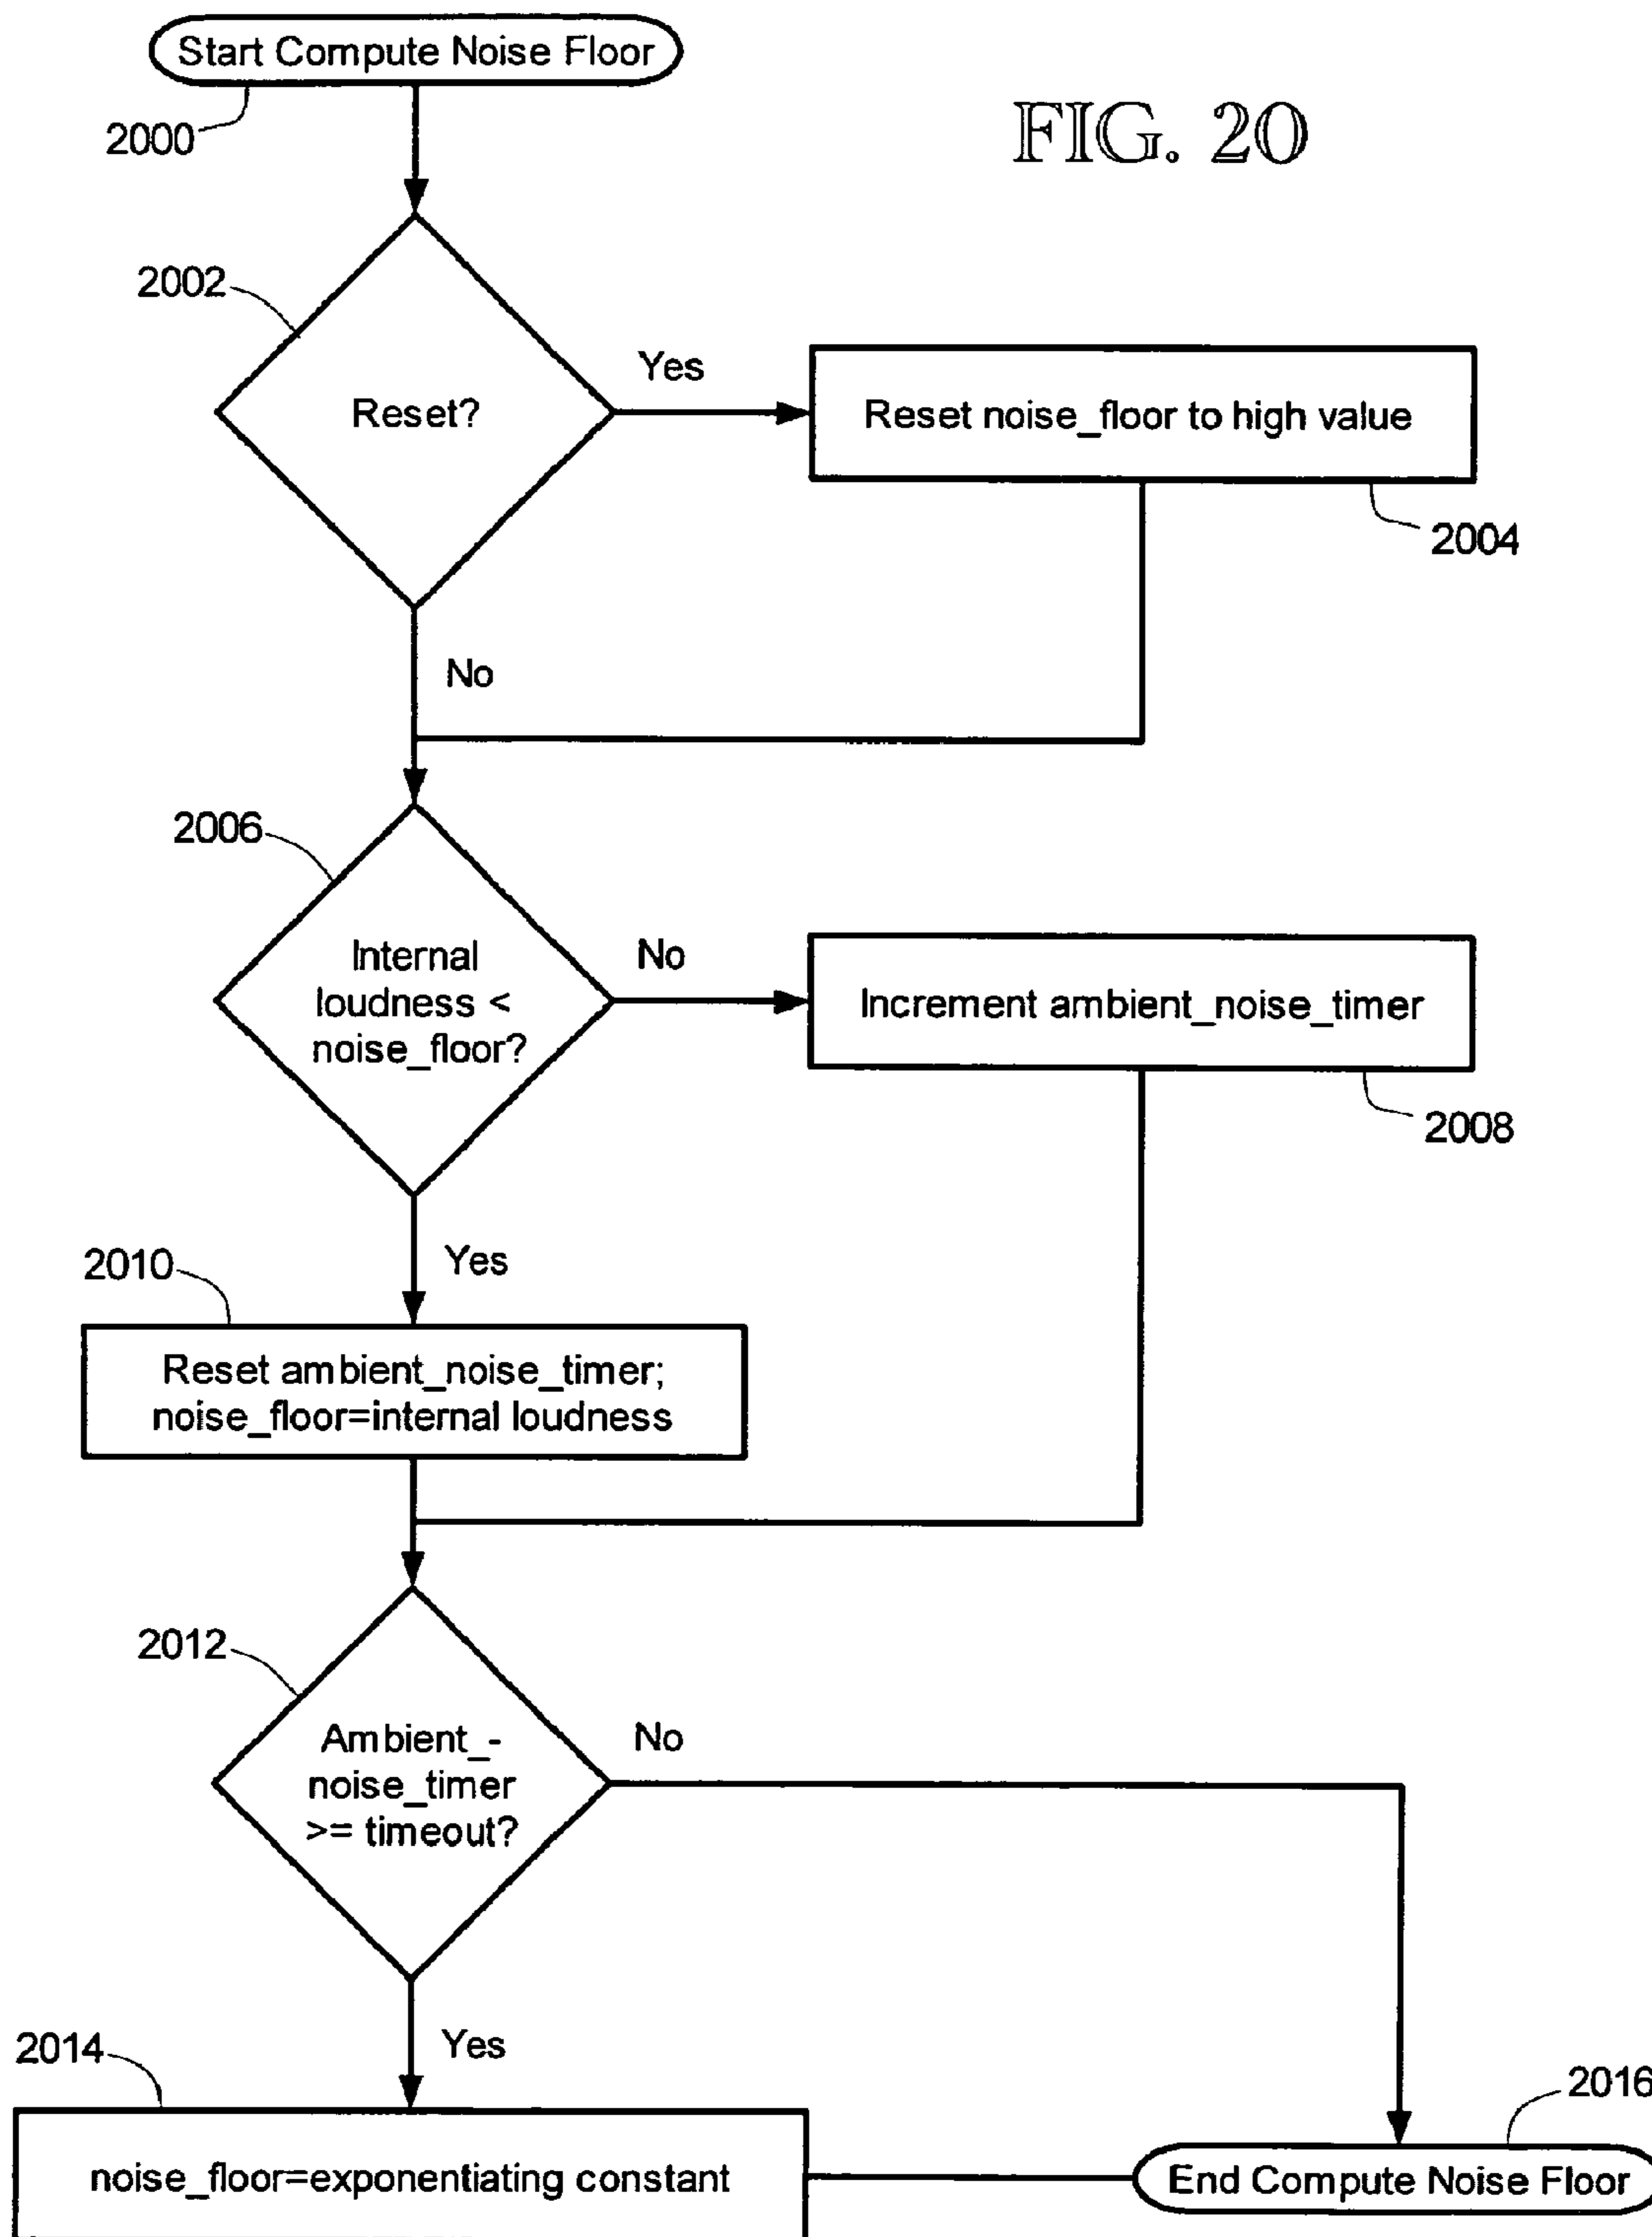 Start Compute Noise Floor
2000
FIG. 20
2002
Reset?
Yes
Reset noise_floor to high value
2004
No
2006
Internal
loudness <
noise_floor?
No
Increment ambient_noise_timer
2008
Yes
2010
Reset ambient_noise_timer;
noise_floor=internal loudness
2012
Ambient_-
noise_timer
>= timeout?
No
Yes
2014
noise_floor=exponentiating constant
2016
End Compute Noise Floor